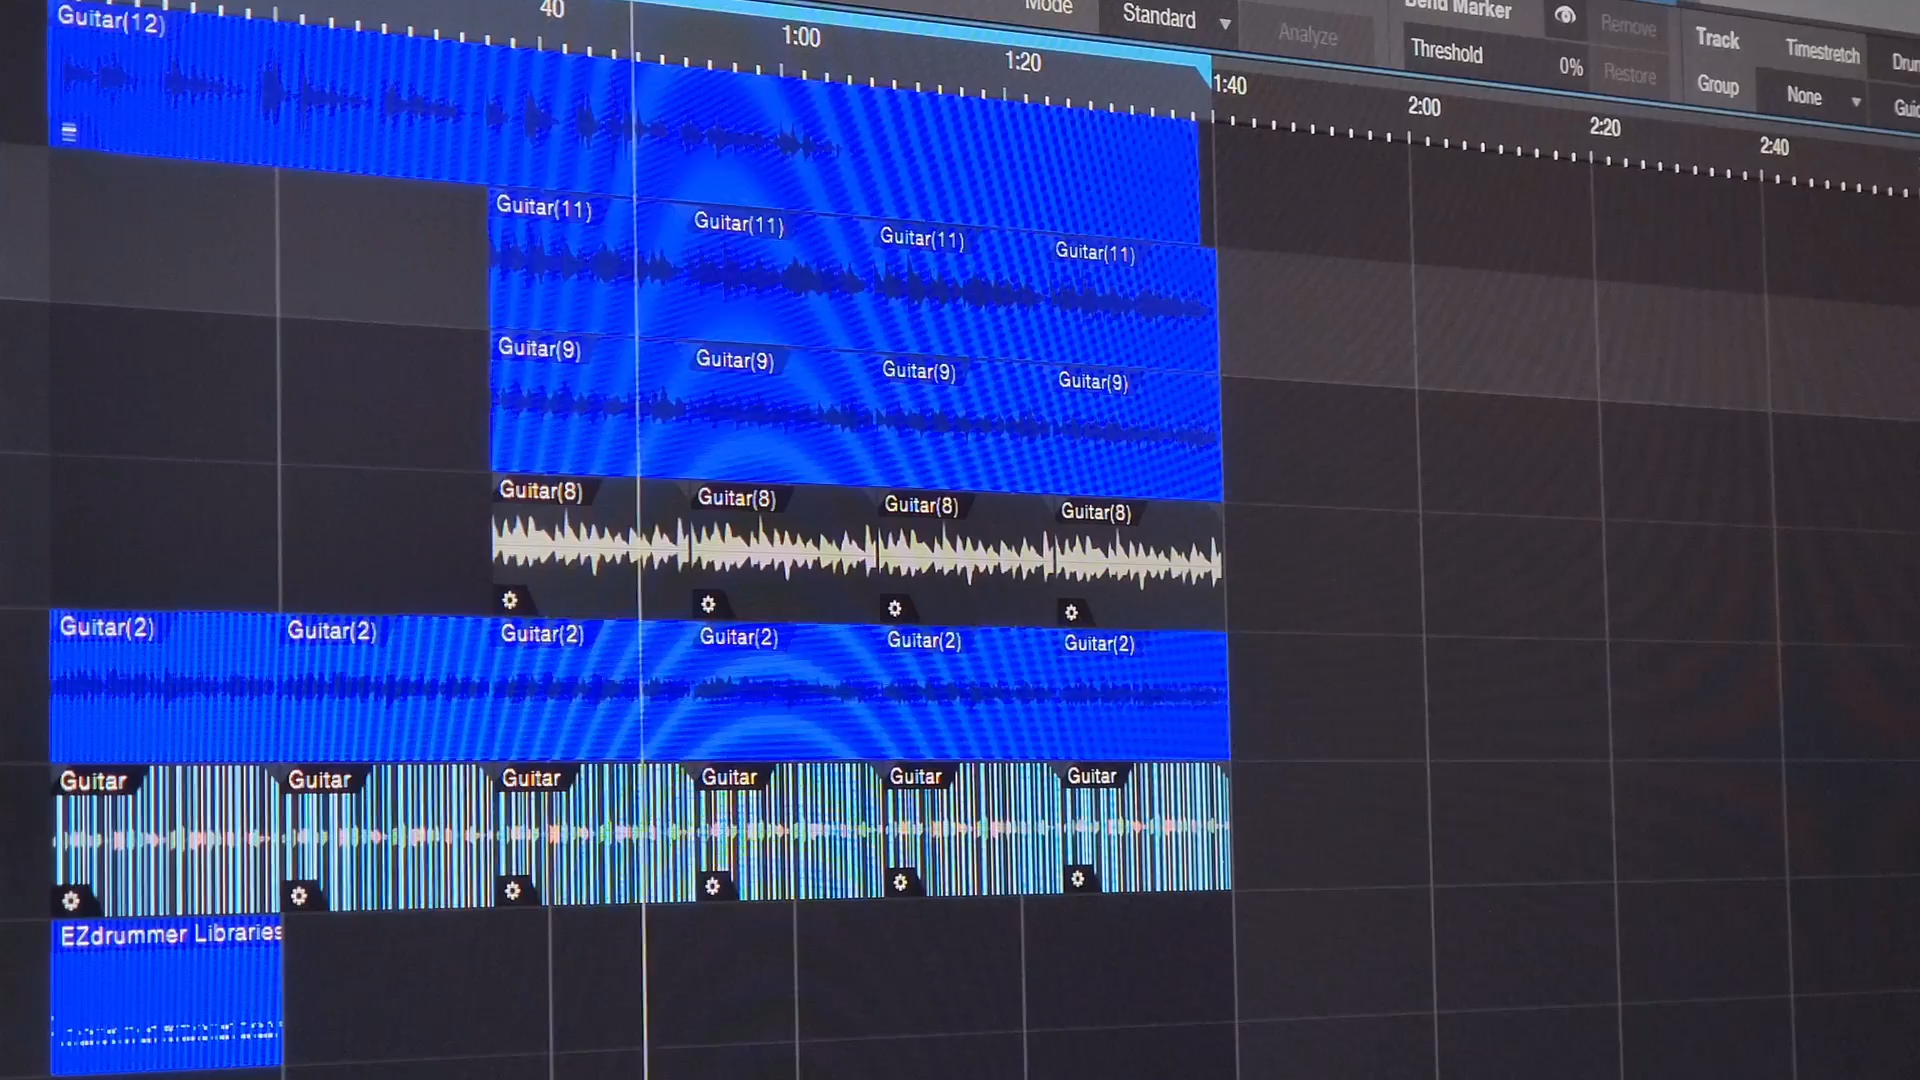 Mode Standard Analyze
Bend Marker Remove
Threshold 0% Restore
Track Timestretch
Group None
40 1:00 1:20 1:40 2:00 2:20 2:40
Guitar(12)
Guitar(11) Guitar(11) Guitar(11) Guitar(11)
Guitar(9) Guitar(9) Guitar(9) Guitar(9)
Guitar(8) Guitar(8) Guitar(8) Guitar(8)
Guitar(2) Guitar(2) Guitar(2) Guitar(2) Guitar(2) Guitar(2)
Guitar Guitar Guitar Guitar Guitar Guitar
EZdrummer Libraries